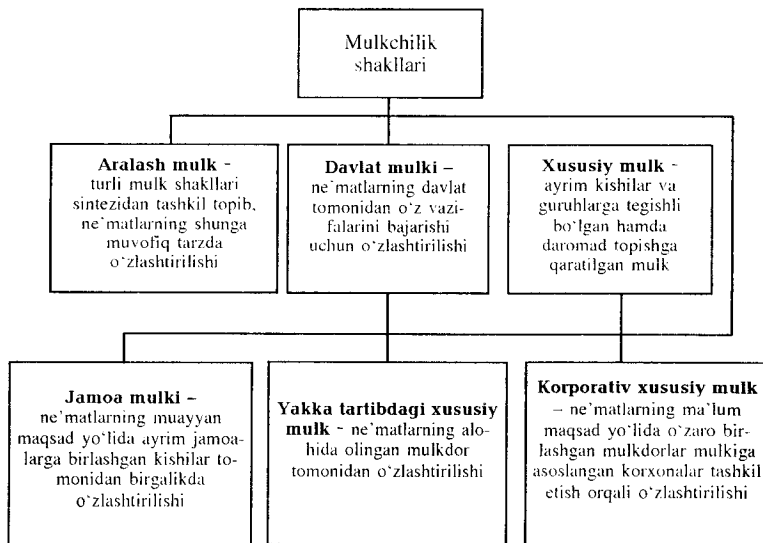 Mulkchilik
shakllari
Aralash mulk -
turli mulk shakllari
sintezidan tashkil topib,
ne'matlarning shunga
muvofiq tarzda
o‘zlashtirilishi
Davlat mulki –
ne'matlarning davlat
tomonidan o‘z vazi-
falarini bajarishi
uchun o‘zlashtirilishi
Xususiy mulk -
ayrim kishilar va
guruhlarga tegishli
bo‘lgan hamda
daromad topishga
qaratilgan mulk
Jamoa mulki –
ne'matlarning muayyan
maqsad yo‘lida ayrim jamoa-
larga birlashgan kishilar to-
monidan birgalikda
o‘zlashtirilishi
Yakka tartibdagi xususiy
mulk - ne'matlarning alo-
hida olingan mulkdor
tomonidan o‘zlashtirilishi
Korporativ xususiy mulk
– ne'matlarning ma'lum
maqsad yo‘lida o‘zaro bir-
lashgan mulkdorlar mulkiga
asoslangan korxonalar tashkil
etish orqali o‘zlashtirilishi